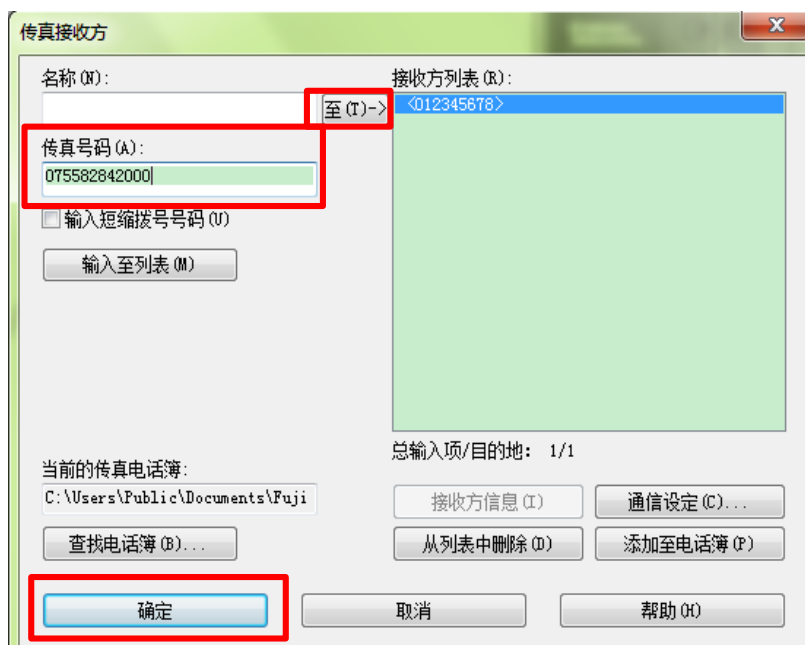 传真接收方
名称(N):
至(T)->
传真号码(A):
075582842000
输入短缩拨号号码(U)
输入至列表(M)
接收方列表(R):
<012345678>
总输入项/目的地: 1/1
当前的传真电话簿:
C:\Users\Public\Documents\Fuji
查找电话簿(B)...
接收方信息(I)
通信设定(C)...
从列表中删除(D)
添加至电话簿(P)
确定
取消
帮助(H)